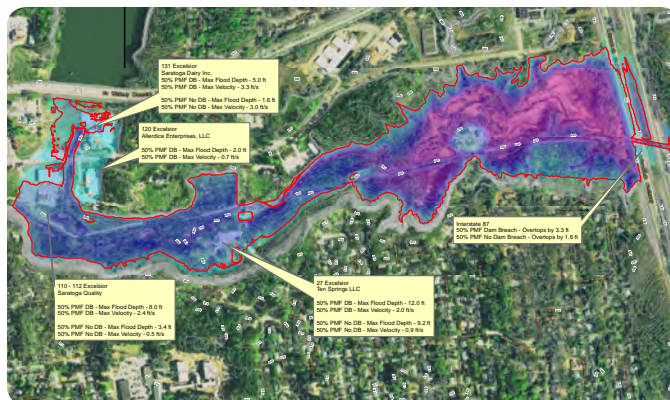 131 Excelsior
Saratoga Dairy Inc.
50% PMF DB - Max Flood Depth - 5.0 ft
50% PMF DB - Max Velocity - 3.3 ft/s
50% PMF No DB - Max Flood Depth - 1.6 ft
50% PMF No DB - Max Velocity - 3.0 ft/s
120 Excelsior
Allerdice Enterprises, LLC
50% PMF DB - Max Flood Depth - 2.0 ft
50% PMF DB - Max Velocity - 0.7 ft/s
Interstate 87
50% PMF Dam Breach - Overtops by 3.3 ft
50% PMF No Dam Breach - Overtops by 1.6 ft
110 - 112 Excelsior
Saratoga Quality
50% PMF DB - Max Flood Depth - 8.0 ft
50% PMF DB - Max Velocity - 2.4 ft/s
50% PMF No DB - Max Flood Depth - 3.4 ft
50% PMF No DB - Max Velocity - 0.5 ft/s
27 Excelsior
Ten Springs LLC
50% PMF DB - Max Flood Depth - 12.0 ft
50% PMF DB - Max Velocity - 2.0 ft/s
50% PMF No DB - Max Flood Depth - 9.2 ft
50% PMF No DB - Max Velocity - 0.9 ft/s